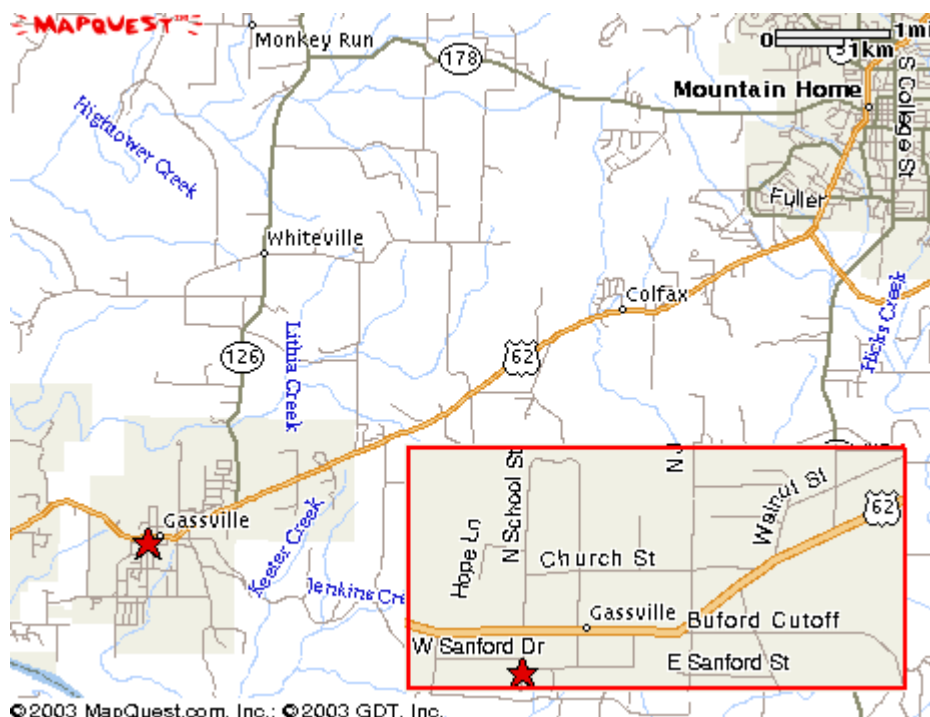 MAPQUEST
Monkey Run
178
0
1mi
1km
Mountain Home
S College St
Hightower Creek
Fuller
Whiteville
Colfax
Hicks Creek
Lithia Creek
126
62
Gassville
Keeter Creek
Jenkins Cre
N School St
N J
Walnut St
62
Hope Ln
Church St
Gassville
Buford Cutoff
W Sanford Dr
E Sanford St
©2003 MapQuest.com, Inc.; ©2003 GDT, Inc.